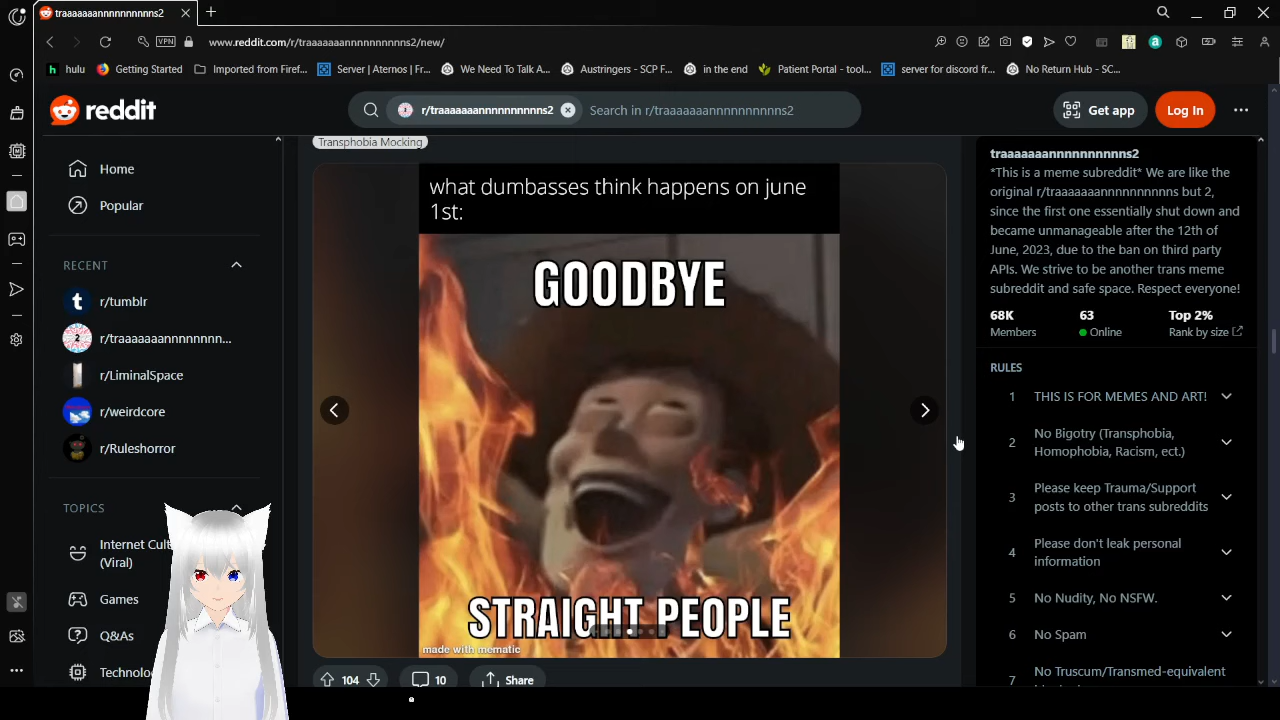 traaaaaaannnnnnnnnns2
www.reddit.com/r/traaaaaaannnnnnnnnns2/new/
VPN
hulu
Getting Started
Imported from Firef...
Server | Aternos | Fr...
We Need To Talk A...
Austringers - SCP F...
in the end
Patient Portal - tool...
server for discord fr...
No Return Hub - SC...
reddit
r/traaaaaaannnnnnnnnns2
Search in r/traaaaaaannnnnnnnnns2
Get app
Log In
Home
Popular
RECENT
r/tumblr
r/traaaaaaannnnnnn...
r/LiminalSpace
r/weirdcore
r/Ruleshorror
TOPICS
Internet Cult
(Viral)
Games
Q&As
Technolo
Transphobia Mocking
what dumbasses think happens on june
1st:
GOODBYE
STRAIGHT PEOPLE
made with mematic
104
10
Share
traaaaaaannnnnnnnnns2
*This is a meme subreddit* We are like the
original r/traaaaaaannnnnnnnnns but 2,
since the first one essentially shut down and
became unmanageable after the 12th of
June, 2023, due to the ban on third party
APIs. We strive to be another trans meme
subreddit and safe space. Respect everyone!
68K
Members
63
Online
Top 2%
Rank by size
RULES
1 THIS IS FOR MEMES AND ART!
2 No Bigotry (Transphobia,
Homophobia, Racism, ect.)
3 Please keep Trauma/Support
posts to other trans subreddits
4 Please don't leak personal
information
5 No Nudity, No NSFW.
6 No Spam
7 No Truscum/Transmed-equivalent